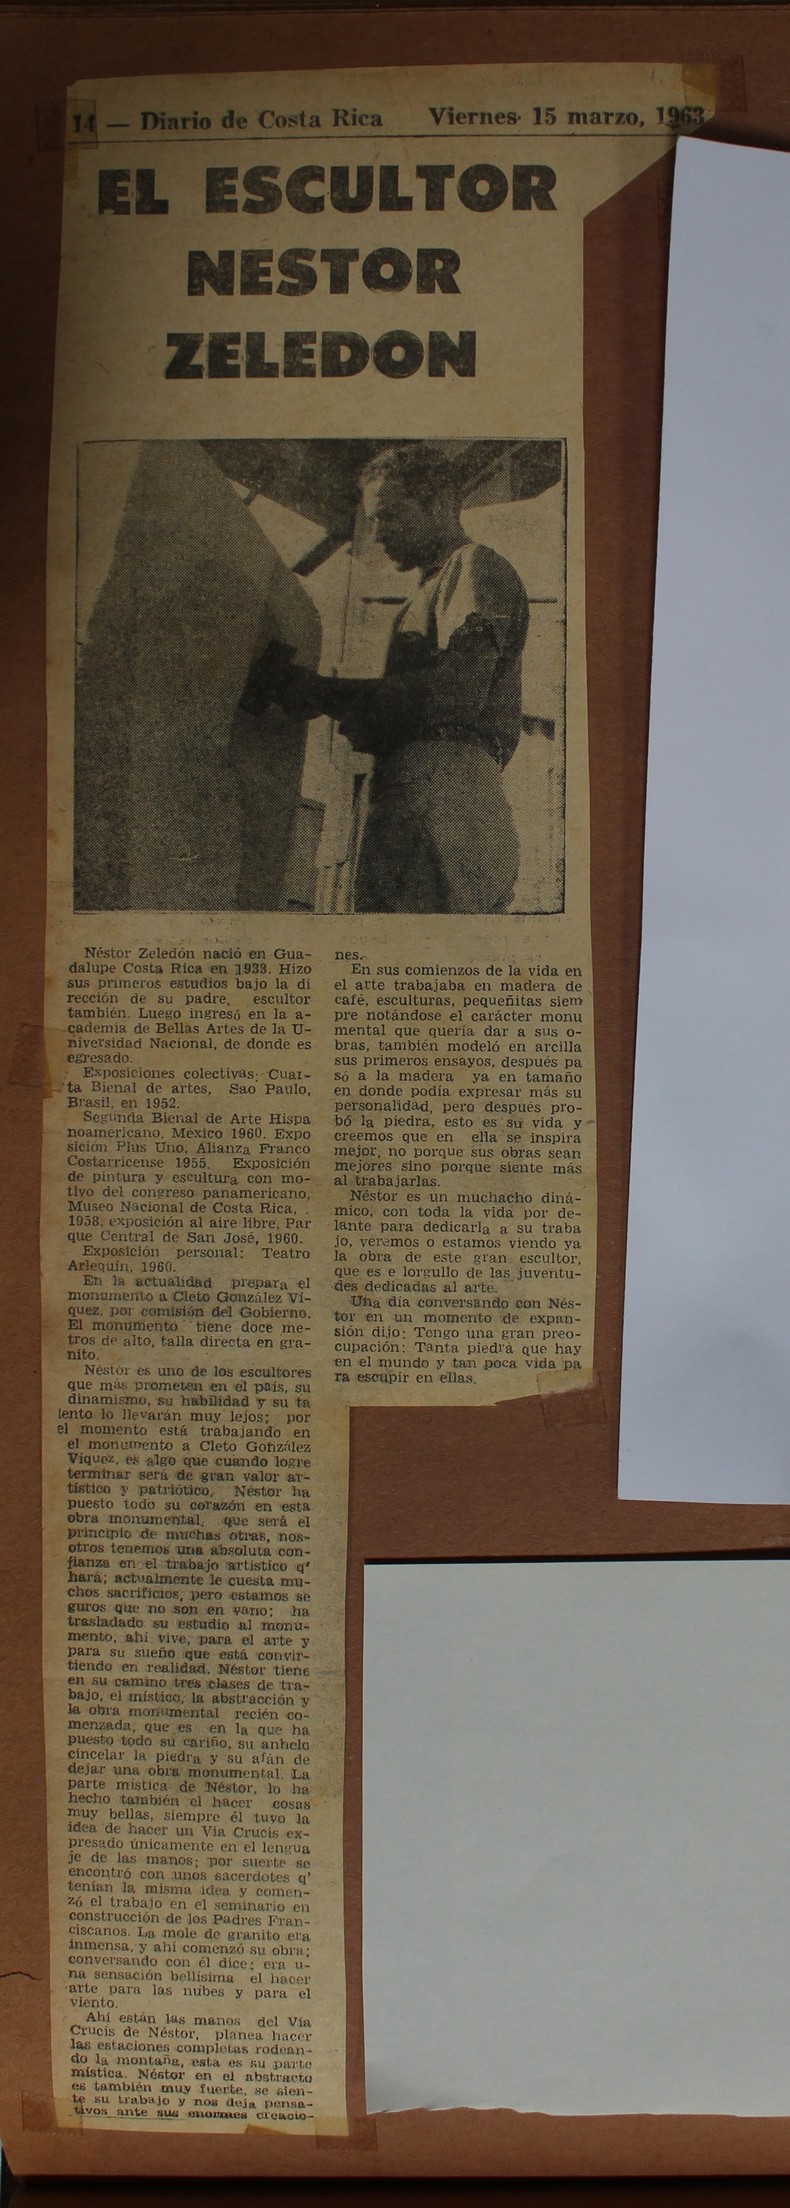 14 — Diario de Costa Rica Viernes· 15 marzo, 1963
EL ESCULTOR
NESTOR
ZELEDON
Néstor Zeledón nació en Gua-
dalupe Costa Rica en 1933. Hizo
sus primeros estudios bajo la di
rección de su padre, escultor
también. Luego ingresó en la a-
cademia de Bellas Artes de la U-
niversidad Nacional, de donde es
egresado.
Exposiciones colectivas: Cuar-
ta Bienal de artes, Sao Paulo,
Brasil, en 1952.
Segunda Bienal de Arte Hispa
noamericano, México 1960. Expo
sición Plus Uno, Alianza Franco
Costarricense 1955. Exposición
de pintura y escultura con mo-
tivo del congreso panamericano,
Museo Nacional de Costa Rica, .
1958, exposición al aire libre, Par
que Central de San José, 1960.
Exposición personal: Teatro
Arlequín, 1960.
En la actualidad prepara el
monumento a Cleto González Ví-
quez, por comisión del Gobierno.
El monumento tiene doce me-
tros de alto, talla directa en gra-
nito.
Néstor es uno de los escultores
que más prometen en el país, su
dinamismo, su habilidad y su ta
lento lo llevarán muy lejos; por
el momento está trabajando en
el monumento a Cleto González
Víquez, es algo que cuando logre
terminar será de gran valor ar-
tístico y patriótico, Néstor ha
puesto todo su corazón en esta
obra monumental, que será el
principio de muchas otras, nos-
otros tenemos una absoluta con-
fianza en el trabajo artístico q'
hará; actualmente le cuesta mu-
chos sacrificios, pero estamos se
guros que no son en vano; ha
trasladado su estudio al monu-
mento, ahí vive, para el arte y
para su sueño que está convir-
tiendo en realidad. Néstor tiene
en su camino tres clases de tra-
bajo, el místico, la abstracción y
la obra monumental recién co-
menzada, que es en la que ha
puesto todo su cariño, su anhelo
cincelar la piedra y su afán de
dejar una obra monumental. La
parte mística de Néstor, lo ha
hecho también el hacer cosas
muy bellas, siempre él tuvo la
idea de hacer un Vía Crucis ex-
presado únicamente en el lengua
je de las manos; por suerte se
encontró con unos sacerdotes q'
tenían la misma idea y comen-
zó el trabajo en el seminario en
construcción de los Padres Fran-
ciscanos. La mole de granito era
inmensa, y ahí comenzó su obra;
conversando con él dice: era u-
na sensación bellísima el hacer
arte para las nubes y para el
viento.
Ahí están las manos del Vía
Crucis de Néstor, planea hacer
las estaciones completas rodean-
do la montaña, esta es su parte
mística. Néstor en el abstracto
es también muy fuerte, se sien-
te su trabajo y nos deja pensa-
tivos ante sus enormes creacio-
nes.
En sus comienzos de la vida en
el arte trabajaba en madera de
café, esculturas, pequeñitas siem
pre notándose el carácter monu
mental que quería dar a sus o-
bras, también modeló en arcilla
sus primeros ensayos, después pa
só a la madera ya en tamaño
en donde podía expresar más su
personalidad, pero después pro-
bó la piedra, esto es su vida y
creemos que en ella se inspira
mejor, no porque sus obras sean
mejores sino porque siente más
al trabajarlas.
Néstor es un muchacho diná-
mico, con toda la vida por de-
lante para dedicarla a su traba
jo, veremos o estamos viendo ya
la obra de este gran escultor,
que es e lorgullo de las juventu-
des dedicadas al arte.
Una día conversando con Nés-
tor en un momento de expan-
sión dijo: Tengo una gran preo-
cupación: Tanta piedra que hay
en el mundo y tan poca vida pa
ra escupir en ellas.